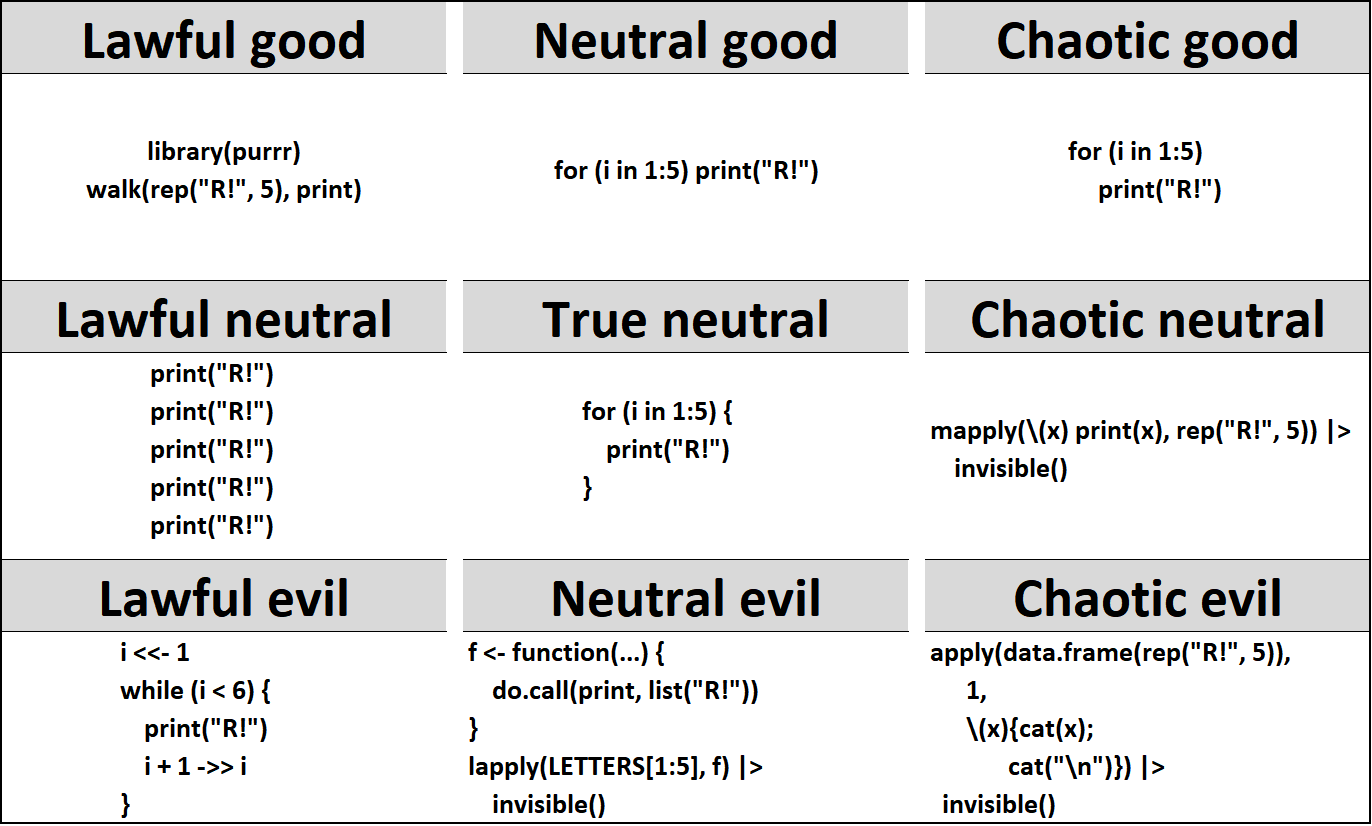 Lawful good
Neutral good
Chaotic good
library(purrr)
walk(rep("R!", 5), print)
for (i in 1:5) print("R!")
for (i in 1:5)
print("R!")
Lawful neutral
True neutral
Chaotic neutral
print("R!")
print("R!")
print("R!")
print("R!")
print("R!")
for (i in 1:5) {
print("R!")
}
mapply(\(x) print(x), rep("R!", 5)) |>
invisible()
Lawful evil
Neutral evil
Chaotic evil
i <<- 1
while (i < 6) {
print("R!")
i + 1 ->> i
}
f <- function(...) {
do.call(print, list("R!"))
}
lapply(LETTERS[1:5], f) |>
invisible()
apply(data.frame(rep("R!", 5)),
1,
\(x){cat(x);
cat("\n")}) |>
invisible()